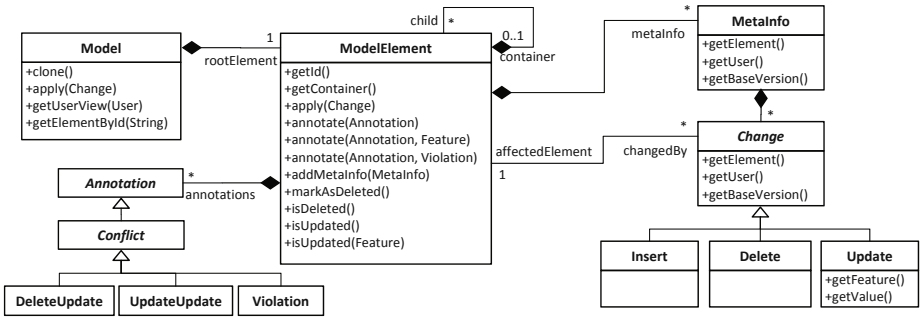 Model
+clone()
+apply(Change)
+getUserView(User)
+getElementById(String)
1
rootElement
child
*
0..1
container
ModelElement
+getId()
+getContainer()
+apply(Change)
+annotate(Annotation)
+annotate(Annotation, Feature)
+annotate(Annotation, Violation)
+addMetaInfo(MetaInfo)
+markAsDeleted()
+isDeleted()
+isUpdated()
+isUpdated(Feature)
*
metaInfo
MetaInfo
+getElement()
+getUser()
+getBaseVersion()
*
affectedElement
1
*
changedBy
Change
+getElement()
+getUser()
+getBaseVersion()
Annotation
*
annotations
Conflict
DeleteUpdate
UpdateUpdate
Violation
Insert
Delete
Update
+getFeature()
+getValue()